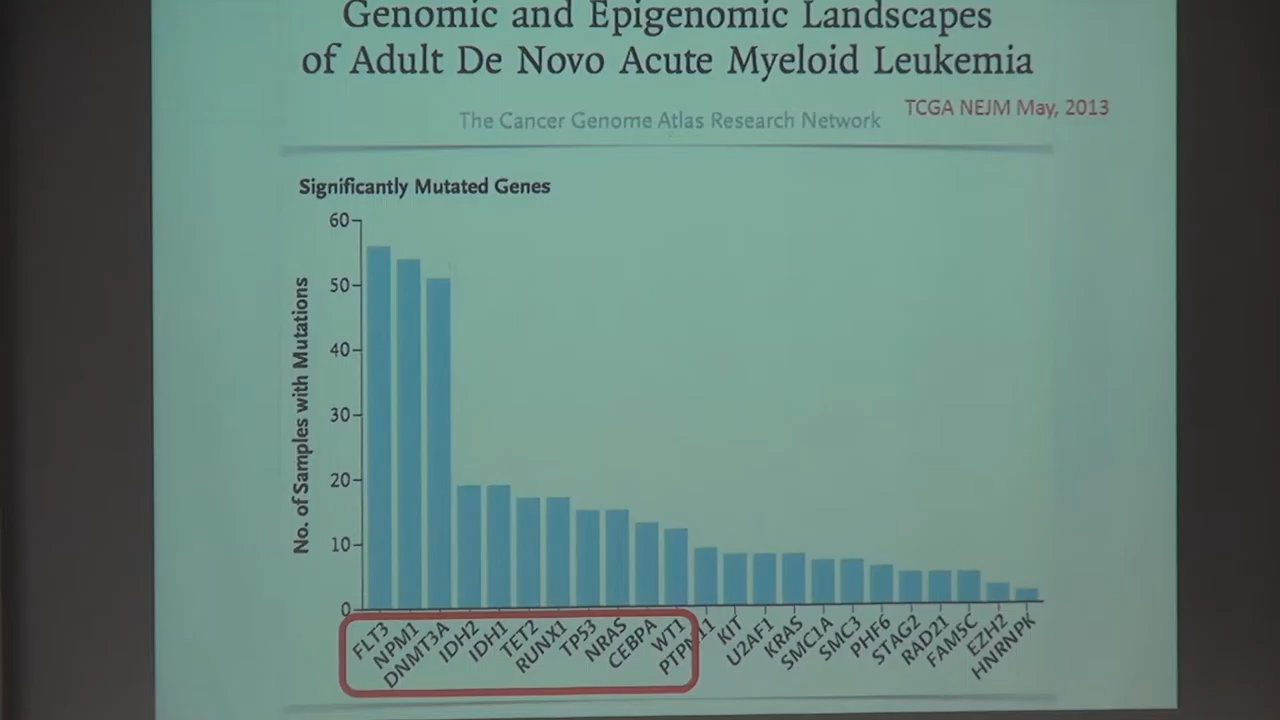 Genomic and Epigenomic Landscapes
of Adult De Novo Acute Myeloid Leukemia
The Cancer Genome Atlas Research Network
TCGA NEJM May, 2013
Significantly Mutated Genes
No. of Samples with Mutations
60
50
40
30
20
10
0
FLT3
NPM1
DNMT3A
IDH2
IDH1
TET2
RUNX1
TP53
NRAS
CEBPA
WT1
PTPN11
KIT
U2AF1
KRAS
SMC1A
SMC3
PHF6
STAG2
RAD21
FAM5C
EZH2
HNRNPK